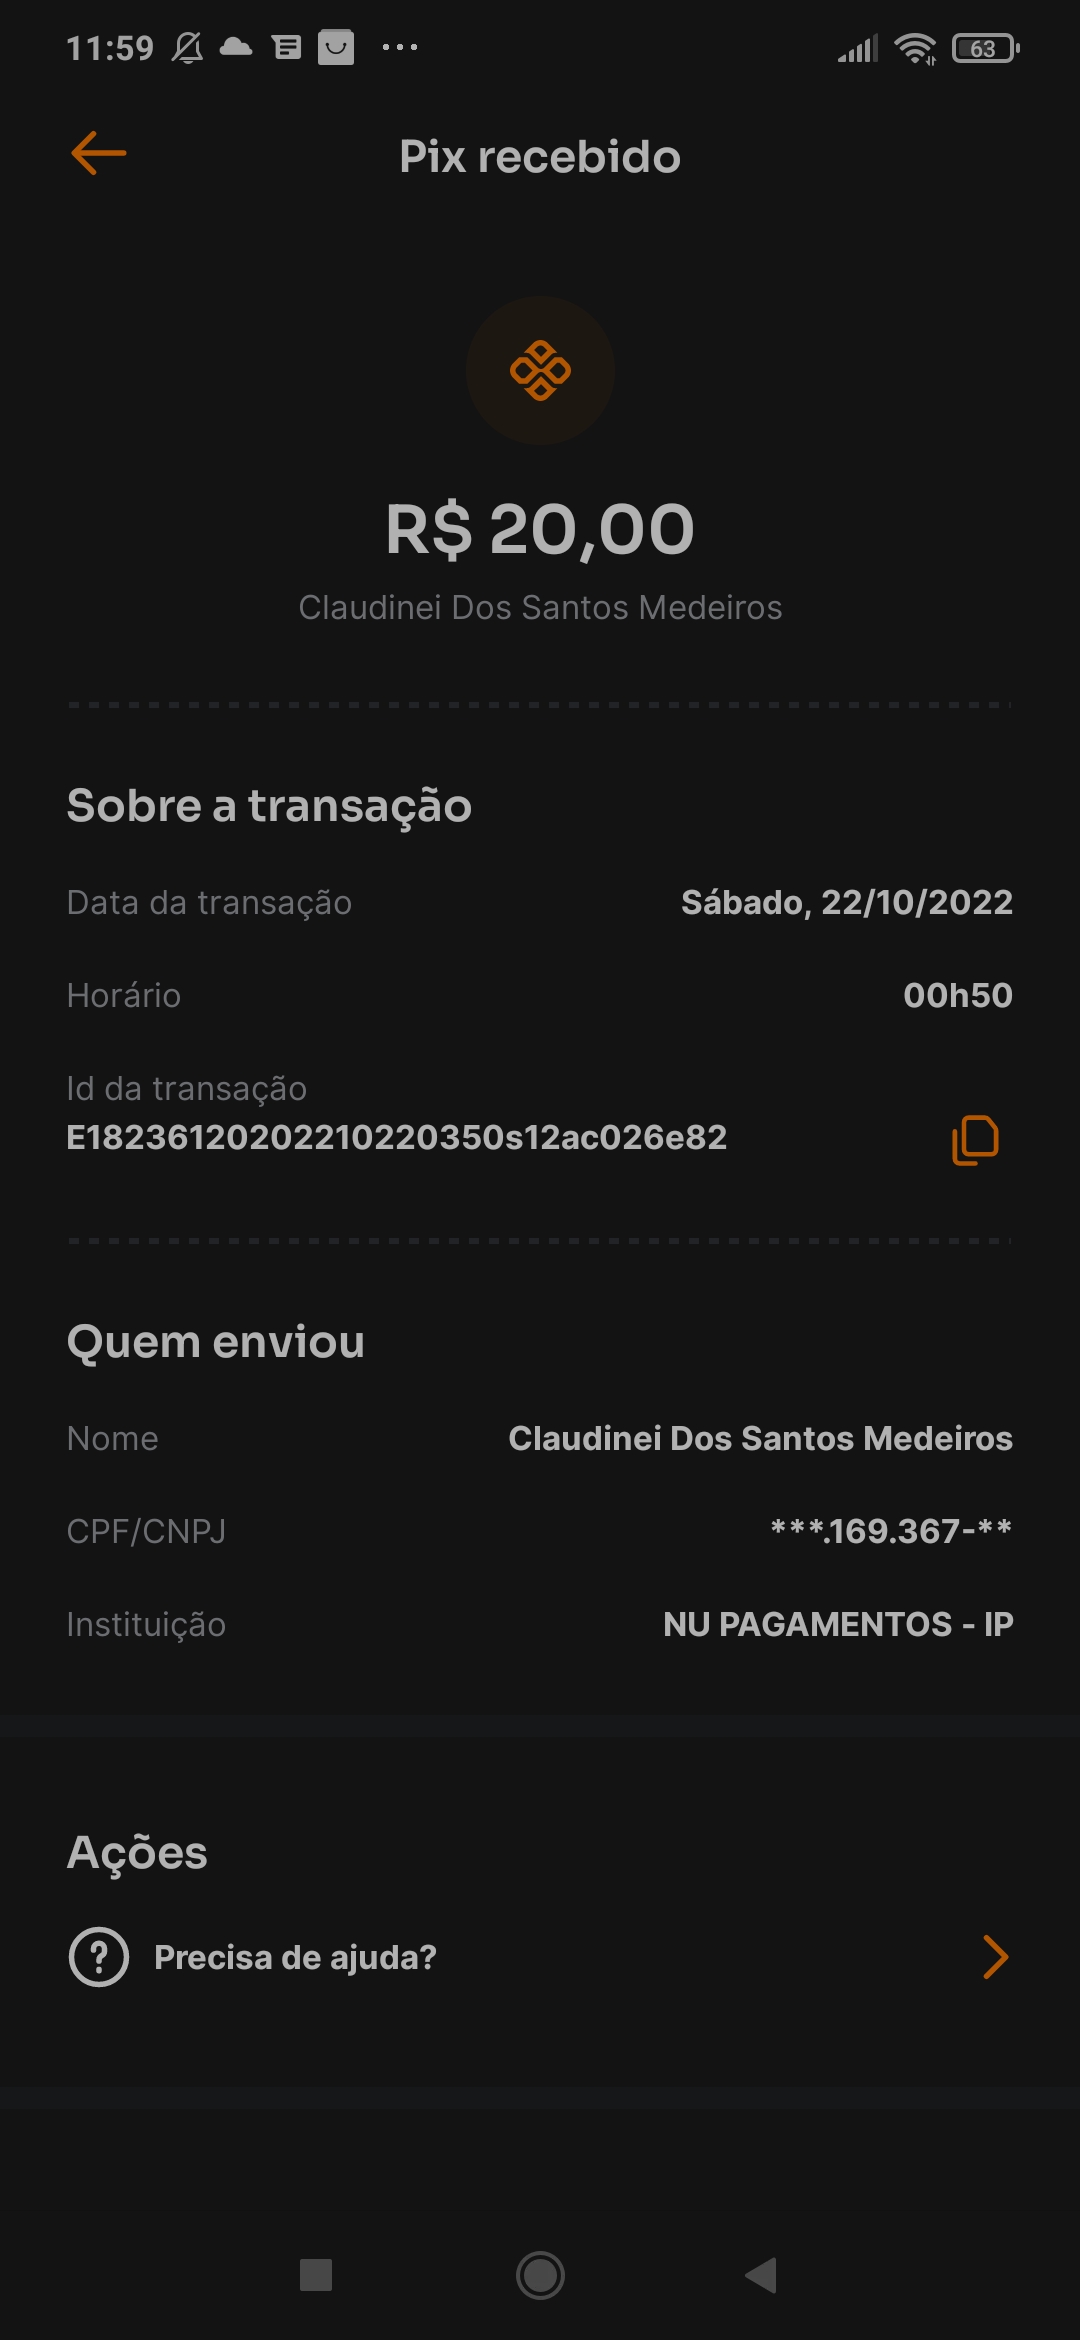 11:59
63
Pix recebido
R$ 20,00
Claudinei Dos Santos Medeiros
Sobre a transação
Data da transação Sábado, 22/10/2022
Horário 00h50
Id da transação
E18236120202210220350s12ac026e82
Quem enviou
Nome Claudinei Dos Santos Medeiros
CPF/CNPJ ***.169.367-**
Instituição NU PAGAMENTOS - IP
Ações
Precisa de ajuda?